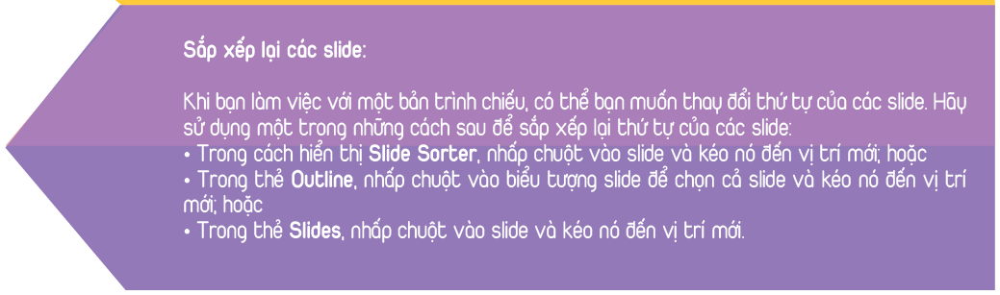 Sắp xếp lại các slide:
Khi bạn làm việc với một bản trình chiếu, có thể bạn muốn thay đổi thứ tự của các slide. Hãy
sử dụng một trong những cách sau để sắp xếp lại thứ tự của các slide:
• Trong cách hiển thị Slide Sorter, nhấp chuột vào slide và kéo nó đến vị trí mới; hoặc
• Trong thẻ Outline, nhấp chuột vào biểu tượng slide để chọn cả slide và kéo nó đến vị trí
mới; hoặc
• Trong thẻ Slides, nhấp chuột vào slide và kéo nó đến vị trí mới.